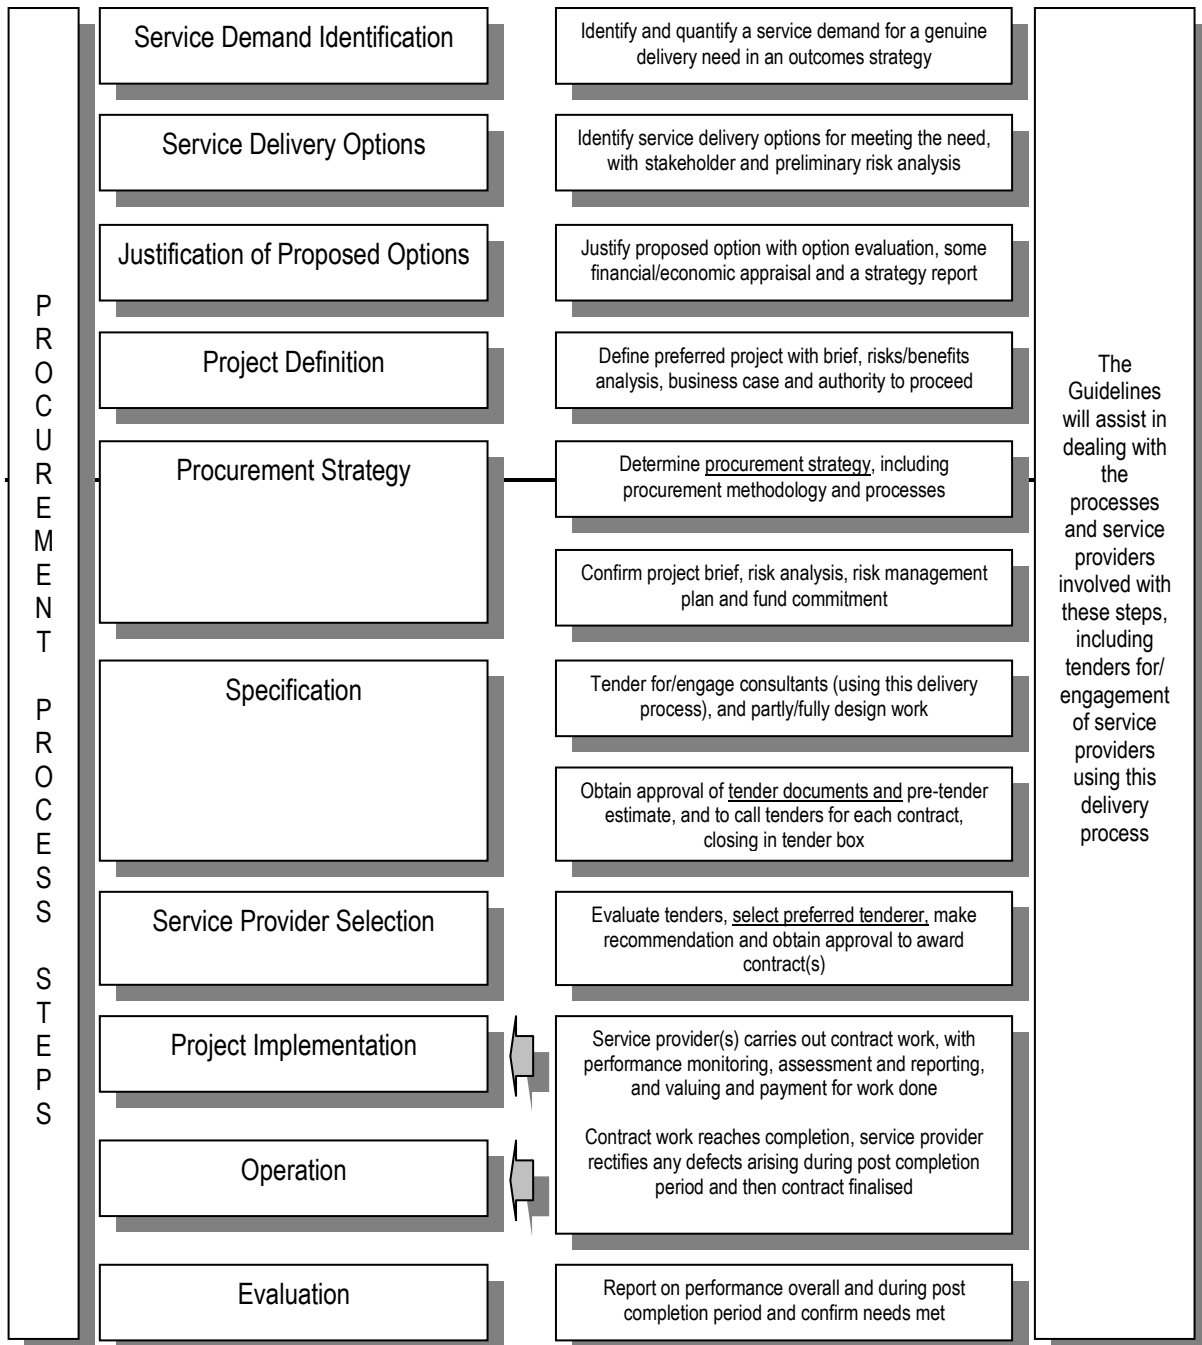 PROCUREMENT PROCESS STEPS
Service Demand Identification
Identify and quantify a service demand for a genuine
delivery need in an outcomes strategy
Service Delivery Options
Identify service delivery options for meeting the need,
with stakeholder and preliminary risk analysis
Justification of Proposed Options
Justify proposed option with option evaluation, some
financial/economic appraisal and a strategy report
Project Definition
Define preferred project with brief, risks/benefits
analysis, business case and authority to proceed
Procurement Strategy
Determine procurement strategy, including
procurement methodology and processes
Confirm project brief, risk analysis, risk management
plan and fund commitment
Specification
Tender for/engage consultants (using this delivery
process), and partly/fully design work
Obtain approval of tender documents and pre-tender
estimate, and to call tenders for each contract,
closing in tender box
Service Provider Selection
Evaluate tenders, select preferred tenderer, make
recommendation and obtain approval to award
contract(s)
Project Implementation
Service provider(s) carries out contract work, with
performance monitoring, assessment and reporting,
and valuing and payment for work done
Operation
Contract work reaches completion, service provider
rectifies any defects arising during post completion
period and then contract finalised
Evaluation
Report on performance overall and during post
completion period and confirm needs met
The
Guidelines
will assist in
dealing with
the
processes
and service
providers
involved with
these steps,
including
tenders for/
engagement
of service
providers
using this
delivery
process